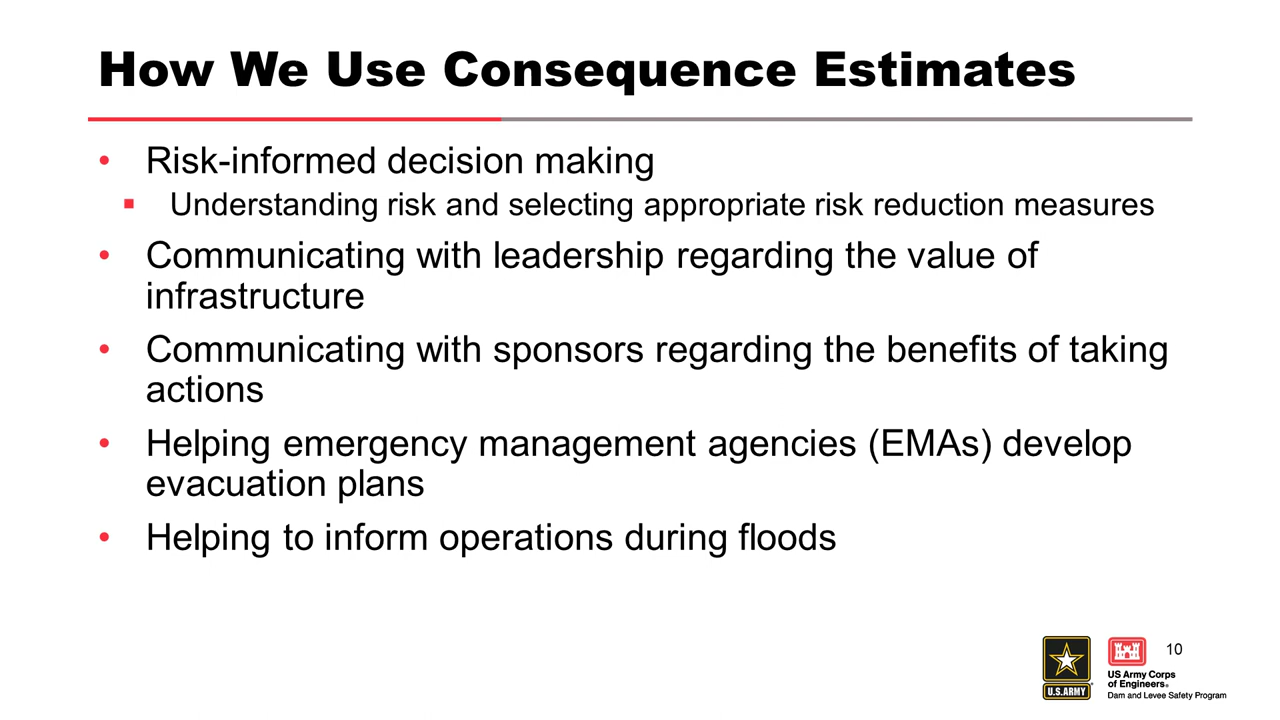 How We Use Consequence Estimates
• Risk-informed decision making
▪ Understanding risk and selecting appropriate risk reduction measures
• Communicating with leadership regarding the value of
infrastructure
• Communicating with sponsors regarding the benefits of taking
actions
• Helping emergency management agencies (EMAs) develop
evacuation plans
• Helping to inform operations during floods
10
U.S.ARMY
US Army Corps
of Engineers®
Dam and Levee Safety Program